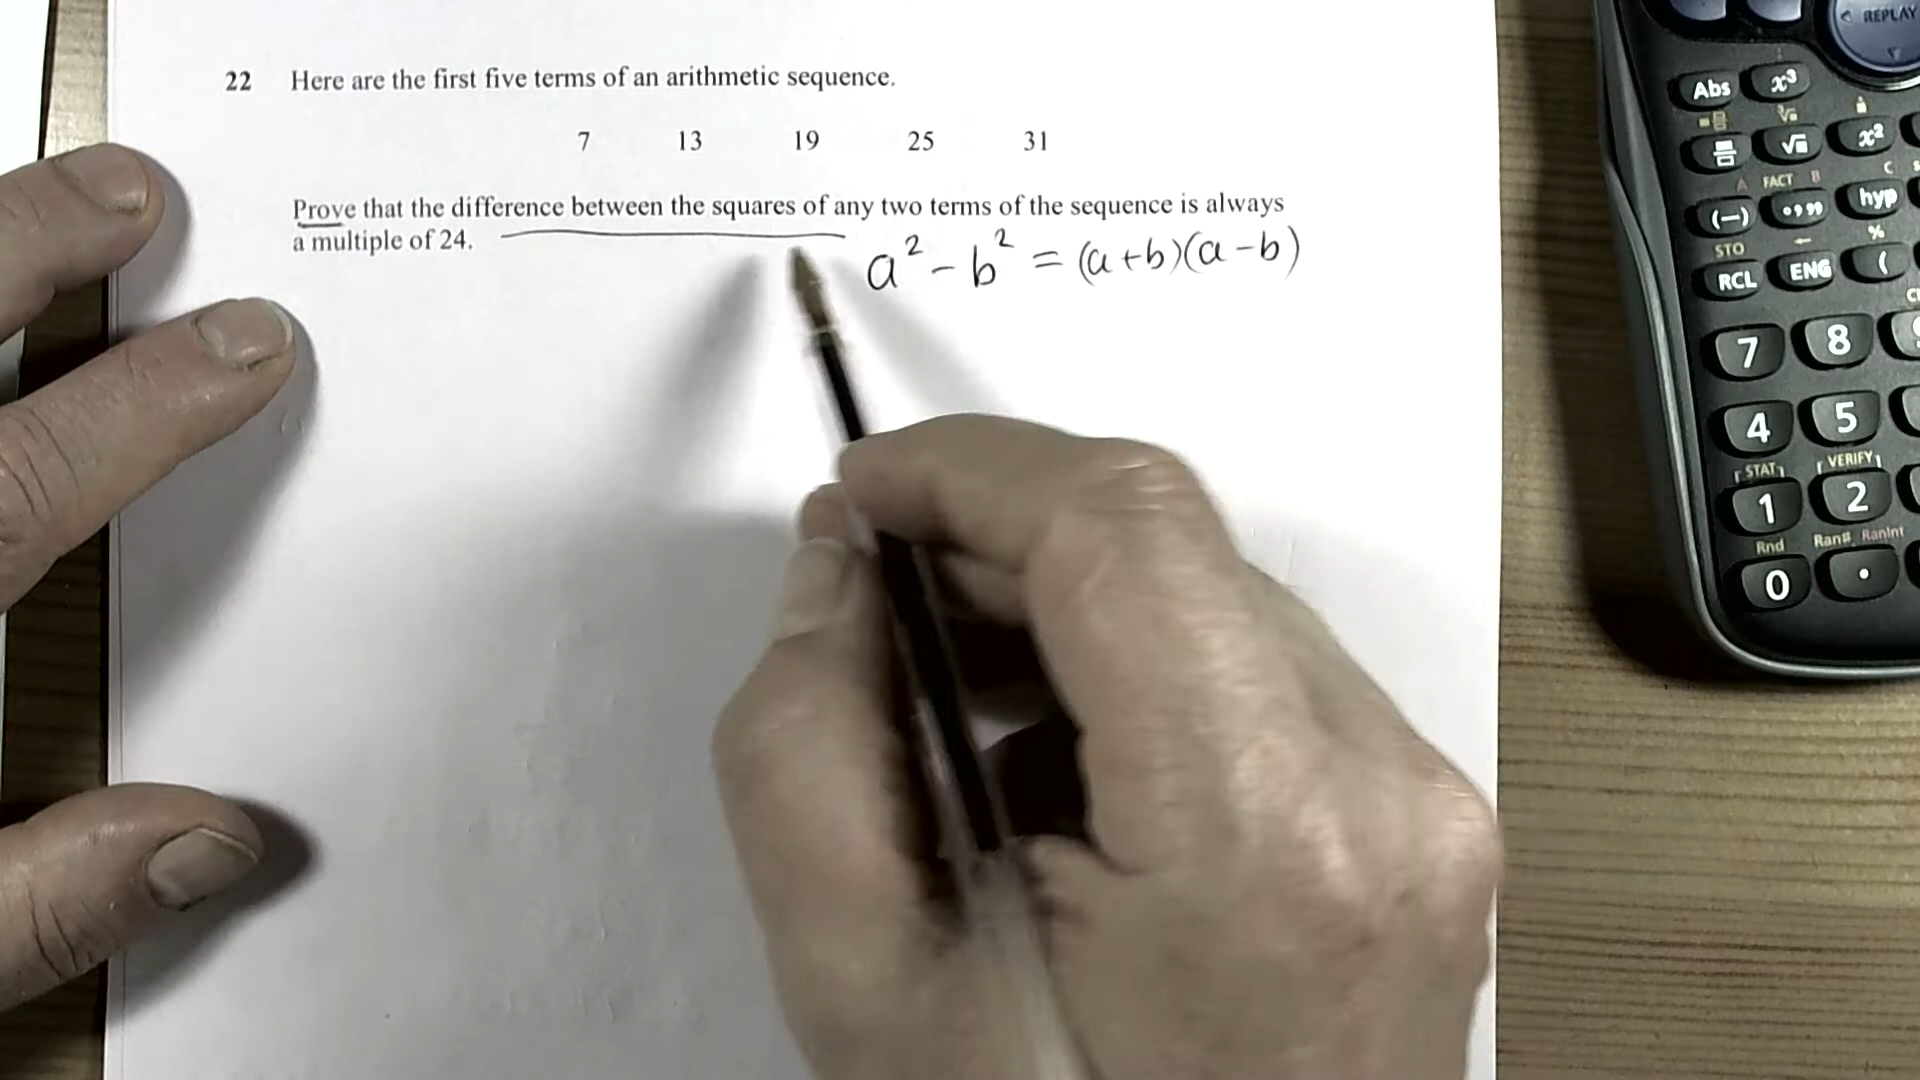 22 Here are the first five terms of an arithmetic sequence.
7 13 19 25 31
Prove that the difference between the squares of any two terms of the sequence is always
a multiple of 24.
a² − b² = (a+b)(a−b)
REPLAY
Abs x³
√■ x²
A FACT B C
(−) °,,, hyp
STO ← %
RCL ENG (
7 8
4 5
STAT VERIFY
1 2
Rnd Ran# RanInt
0 •